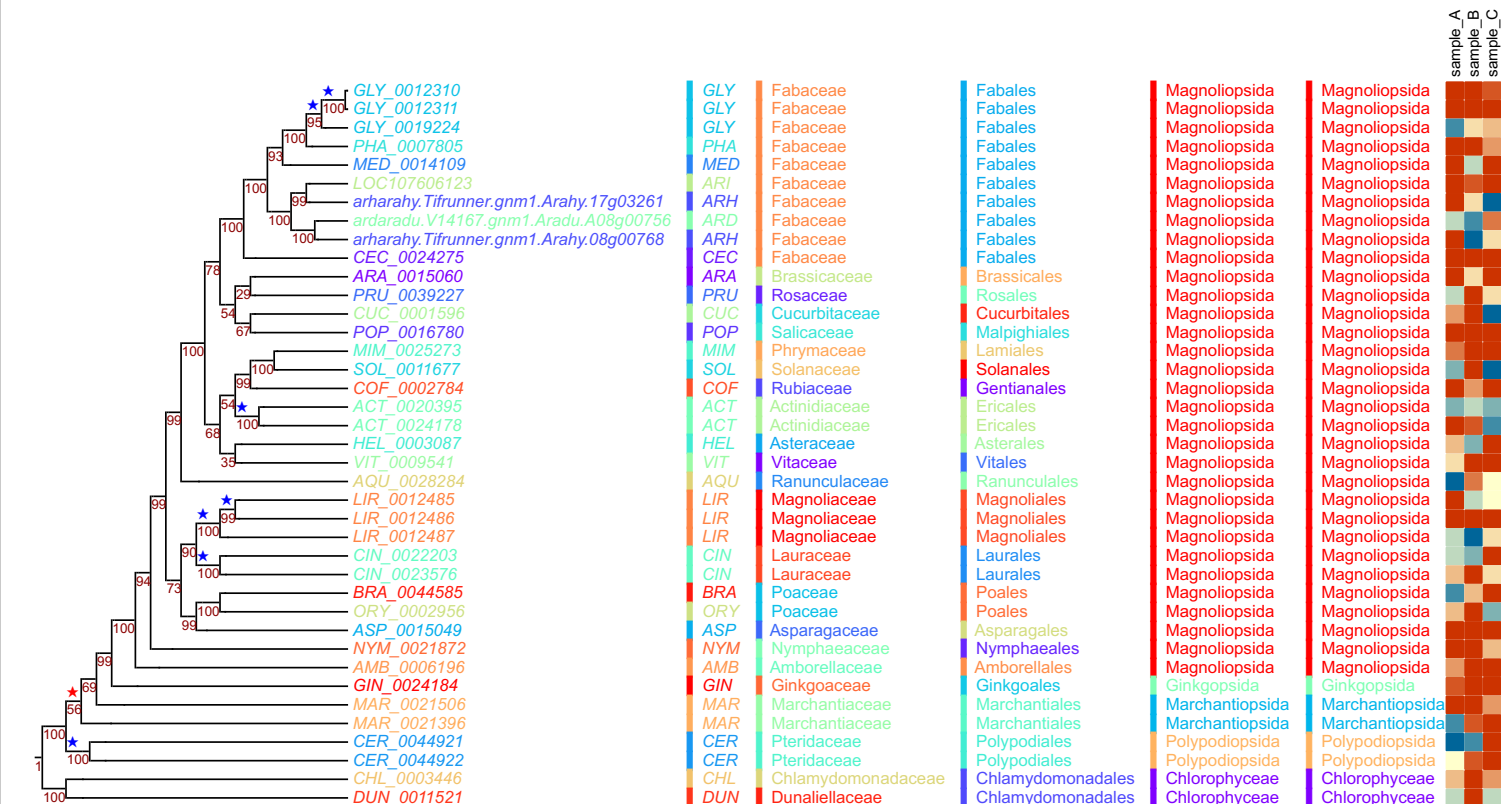 sample_A sample_B sample_C
GLY_0012310 GLY Fabaceae Fabales Magnoliopsida Magnoliopsida
100 GLY_0012311 GLY Fabaceae Fabales Magnoliopsida Magnoliopsida
95 GLY_0019224 GLY Fabaceae Fabales Magnoliopsida Magnoliopsida
100 PHA_0007805 PHA Fabaceae Fabales Magnoliopsida Magnoliopsida
93 MED_0014109 MED Fabaceae Fabales Magnoliopsida Magnoliopsida
100 LOC107606123 ARI Fabaceae Fabales Magnoliopsida Magnoliopsida
99 arharahy.Tifrunner.gnm1.Arahy.17g03261 ARH Fabaceae Fabales Magnoliopsida Magnoliopsida
100 100 ardaradu.V14167.gnm1.Aradu.A08g00756 ARD Fabaceae Fabales Magnoliopsida Magnoliopsida
100 arharahy.Tifrunner.gnm1.Arahy.08g00768 ARH Fabaceae Fabales Magnoliopsida Magnoliopsida
CEC_0024275 CEC Fabaceae Fabales Magnoliopsida Magnoliopsida
78 ARA_0015060 ARA Brassicaceae Brassicales Magnoliopsida Magnoliopsida
29 PRU_0039227 PRU Rosaceae Rosales Magnoliopsida Magnoliopsida
54 CUC_0001596 CUC Cucurbitaceae Cucurbitales Magnoliopsida Magnoliopsida
67 POP_0016780 POP Salicaceae Malpighiales Magnoliopsida Magnoliopsida
100 MIM_0025273 MIM Phrymaceae Lamiales Magnoliopsida Magnoliopsida
100 SOL_0011677 SOL Solanaceae Solanales Magnoliopsida Magnoliopsida
99 COF_0002784 COF Rubiaceae Gentianales Magnoliopsida Magnoliopsida
54 ACT_0020395 ACT Actinidiaceae Ericales Magnoliopsida Magnoliopsida
99 100 ACT_0024178 ACT Actinidiaceae Ericales Magnoliopsida Magnoliopsida
68 HEL_0003087 HEL Asteraceae Asterales Magnoliopsida Magnoliopsida
35 VIT_0009541 VIT Vitaceae Vitales Magnoliopsida Magnoliopsida
AQU_0028284 AQU Ranunculaceae Ranunculales Magnoliopsida Magnoliopsida
99 LIR_0012485 LIR Magnoliaceae Magnoliales Magnoliopsida Magnoliopsida
99 LIR_0012486 LIR Magnoliaceae Magnoliales Magnoliopsida Magnoliopsida
100 LIR_0012487 LIR Magnoliaceae Magnoliales Magnoliopsida Magnoliopsida
90 CIN_0022203 CIN Lauraceae Laurales Magnoliopsida Magnoliopsida
94 100 CIN_0023576 CIN Lauraceae Laurales Magnoliopsida Magnoliopsida
73 BRA_0044585 BRA Poaceae Poales Magnoliopsida Magnoliopsida
100 ORY_0002956 ORY Poaceae Poales Magnoliopsida Magnoliopsida
100 99 ASP_0015049 ASP Asparagaceae Asparagales Magnoliopsida Magnoliopsida
NYM_0021872 NYM Nymphaeaceae Nymphaeales Magnoliopsida Magnoliopsida
99 AMB_0006196 AMB Amborellaceae Amborellales Magnoliopsida Magnoliopsida
69 GIN_0024184 GIN Ginkgoaceae Ginkgoales Ginkgopsida Ginkgopsida
56 MAR_0021506 MAR Marchantiaceae Marchantiales Marchantiopsida Marchantiopsida
MAR_0021396 MAR Marchantiaceae Marchantiales Marchantiopsida Marchantiopsida
100 CER_0044921 CER Pteridaceae Polypodiales Polypodiopsida Polypodiopsida
1 100 CER_0044922 CER Pteridaceae Polypodiales Polypodiopsida Polypodiopsida
CHL_0003446 CHL Chlamydomonadaceae Chlamydomonadales Chlorophyceae Chlorophyceae
100 DUN_0011521 DUN Dunaliellaceae Chlamydomonadales Chlorophyceae Chlorophyceae